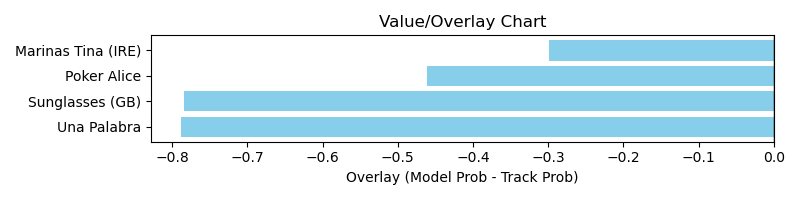 Value/Overlay Chart
Marinas Tina (IRE)
Poker Alice
Sunglasses (GB)
Una Palabra
−0.8 −0.7 −0.6 −0.5 −0.4 −0.3 −0.2 −0.1 0.0
Overlay (Model Prob - Track Prob)